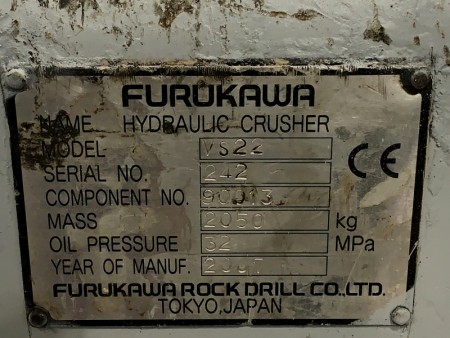 FURUKAWA
NAME HYDRAULIC CRUSHER
MODEL VS22
SERIAL NO. 242
COMPONENT NO.
MASS 2050 kg
OIL PRESSURE 32 MPa
YEAR OF MANUF. 2007
CE
FURUKAWA ROCK DRILL CO.,LTD.
TOKYO,JAPAN